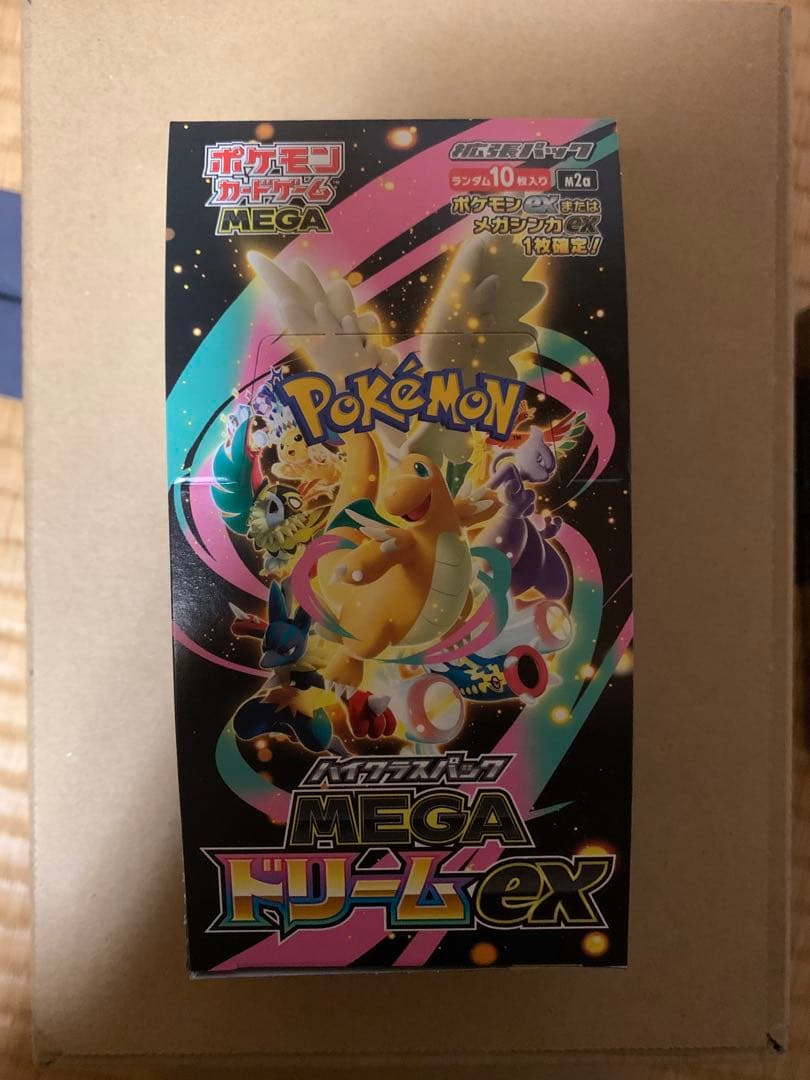 ポケモン
カードゲーム
MEGA
拡張パック
ランダム10枚入り
M2a
ポケモンexまたは
メガシンカex
1枚確定!
POKéMON
TM
ハイクラスパック
MEGA
ドリームex